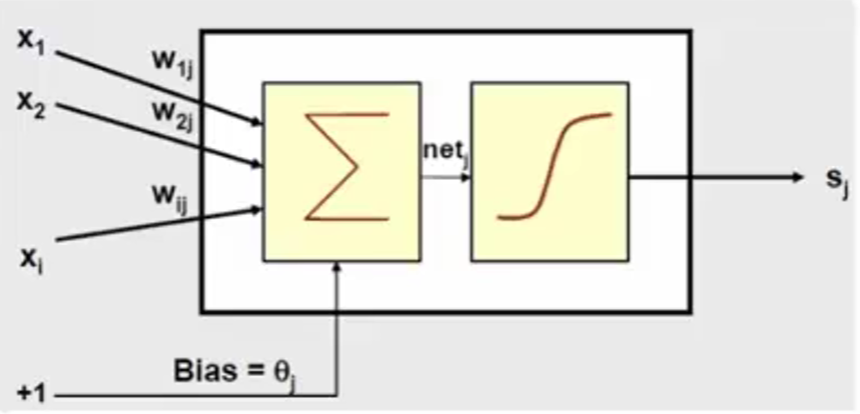 x₁
w₁ⱼ
x₂
w₂ⱼ
netⱼ
wᵢⱼ
sⱼ
xᵢ
Bias = θⱼ
+1
Σ